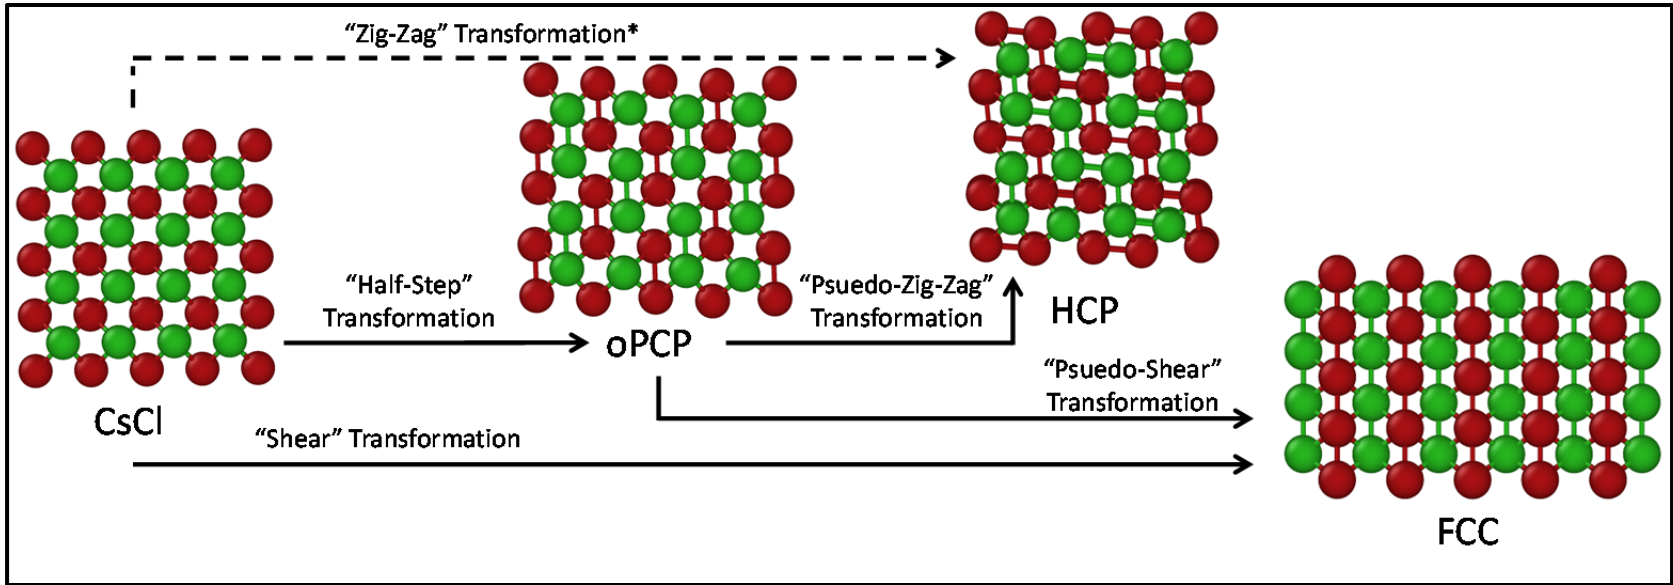 “Zig-Zag” Transformation*
“Half-Step”
Transformation
“Psuedo-Zig-Zag”
Transformation
HCP
oPCP
“Psuedo-Shear”
Transformation
CsCl
“Shear” Transformation
FCC